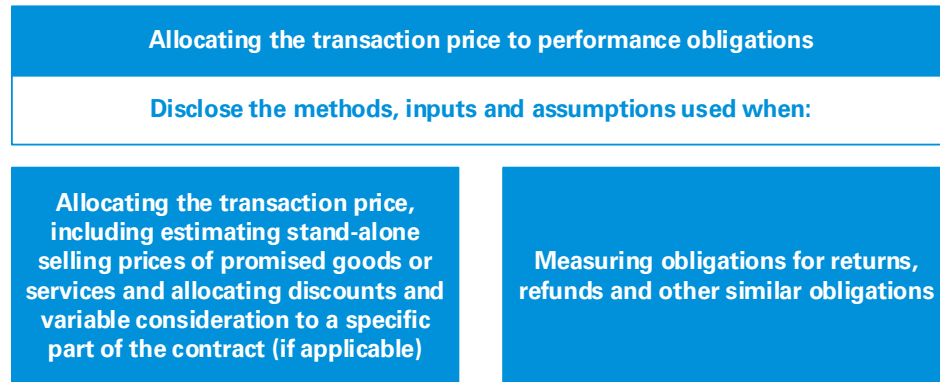 Allocating the transaction price to performance obligations
Disclose the methods, inputs and assumptions used when:
Allocating the transaction price,
including estimating stand-alone
selling prices of promised goods or
services and allocating discounts and
variable consideration to a specific
part of the contract (if applicable)
Measuring obligations for returns,
refunds and other similar obligations